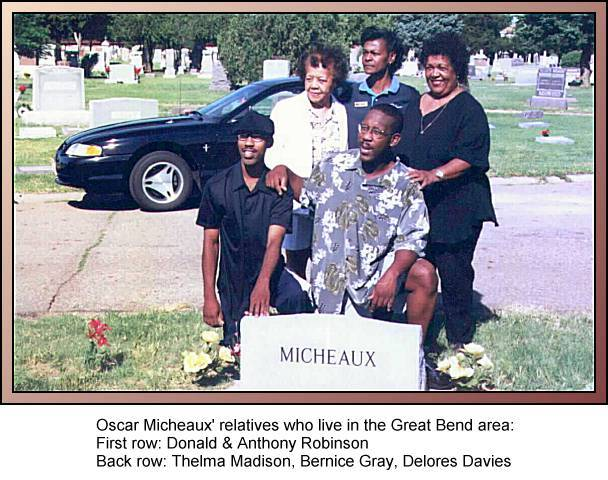 MICHEAUX
Oscar Micheaux' relatives who live in the Great Bend area:
First row: Donald & Anthony Robinson
Back row: Thelma Madison, Bernice Gray, Delores Davies